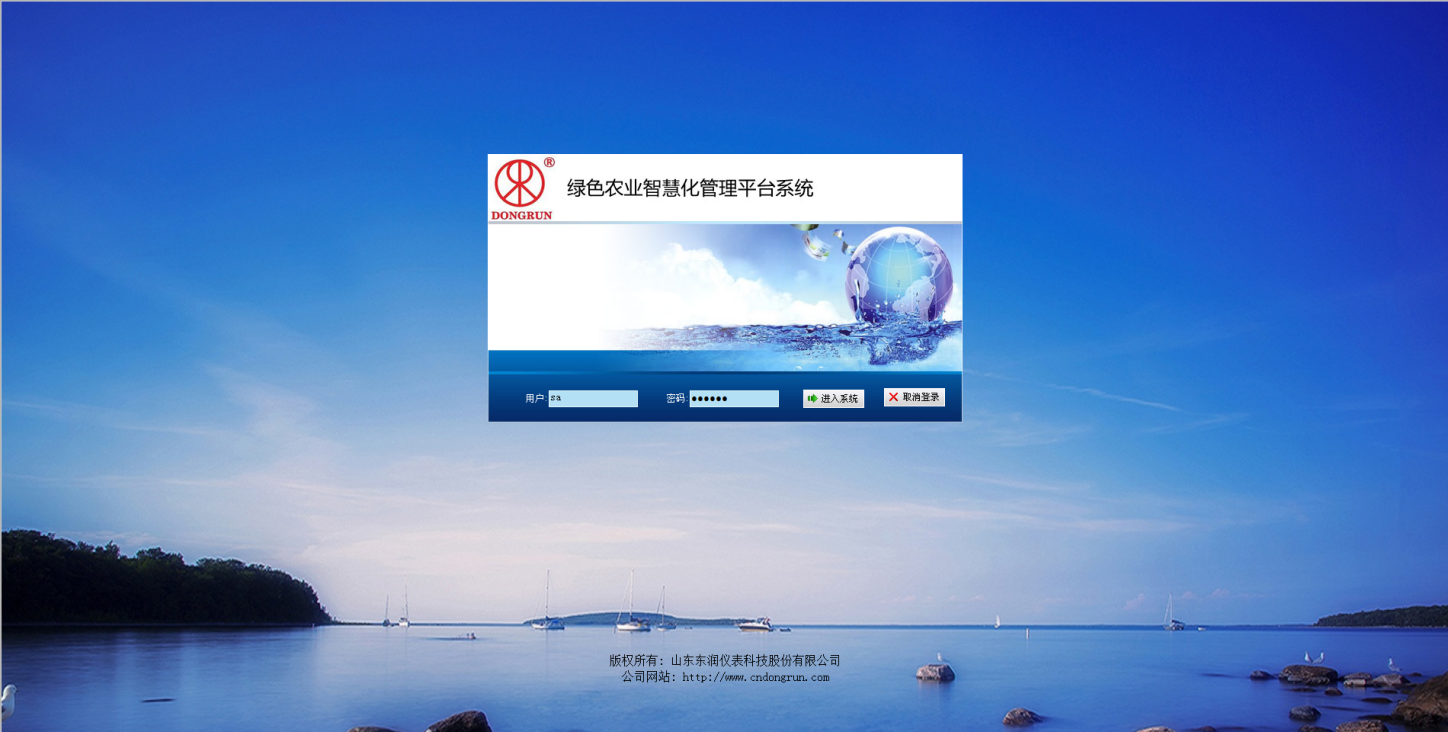 ®
DONGRUN
绿色农业智慧化管理平台系统
用户: sa 密码: ●●●●●● 进入系统 取消登录
版权所有: 山东东润仪表科技股份有限公司
公司网站: http://www.cndongrun.com